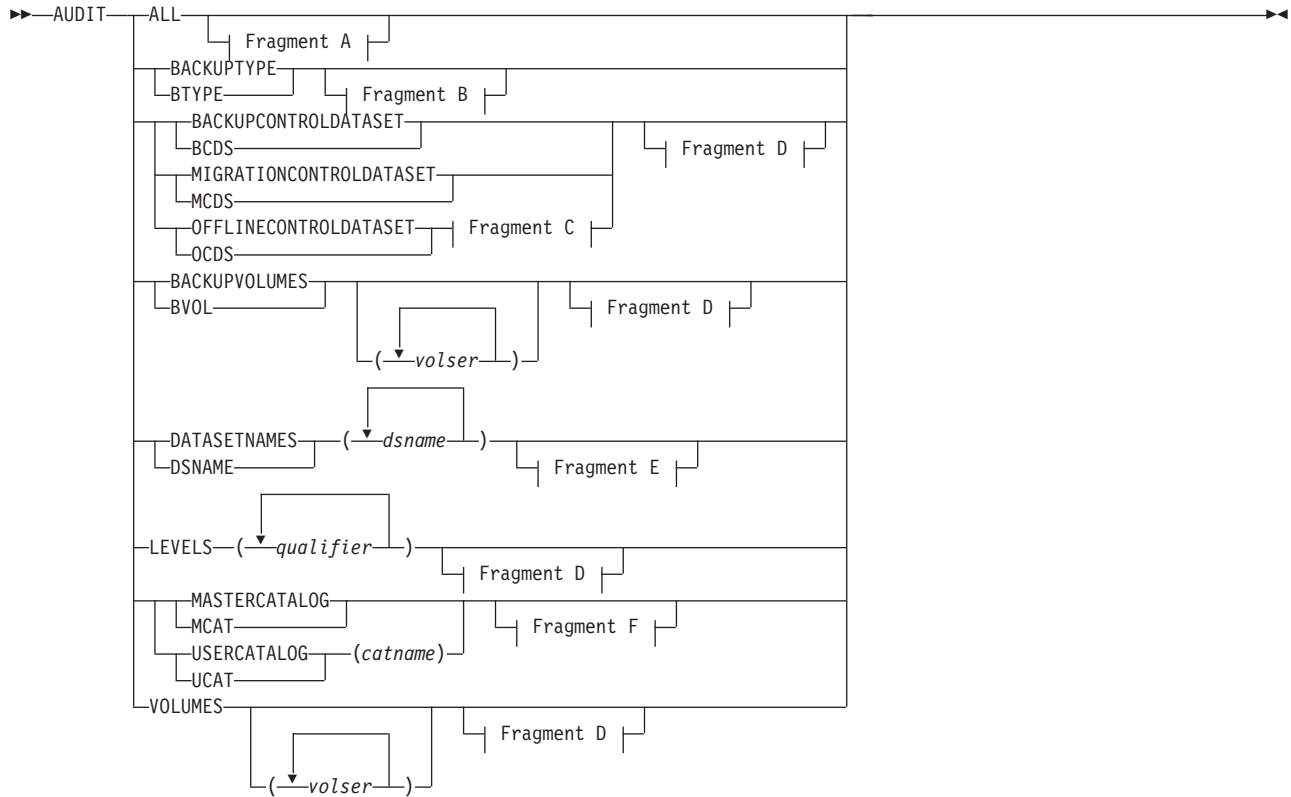 AUDIT ALL
Fragment A
BACKUPTYPE
BTYPE Fragment B
BACKUPCONTROLDATASET
BCDS Fragment D
MIGRATIONCONTROLDATASET
MCDS
OFFLINECONTROLDATASET Fragment C
OCDS
BACKUPVOLUMES
BVOL Fragment D
( volser )
DATASETNAMES ( dsname )
DSNAME Fragment E
LEVELS ( qualifier )
Fragment D
MASTERCATALOG
MCAT Fragment F
USERCATALOG (catname)
UCAT
VOLUMES
Fragment D
( volser )